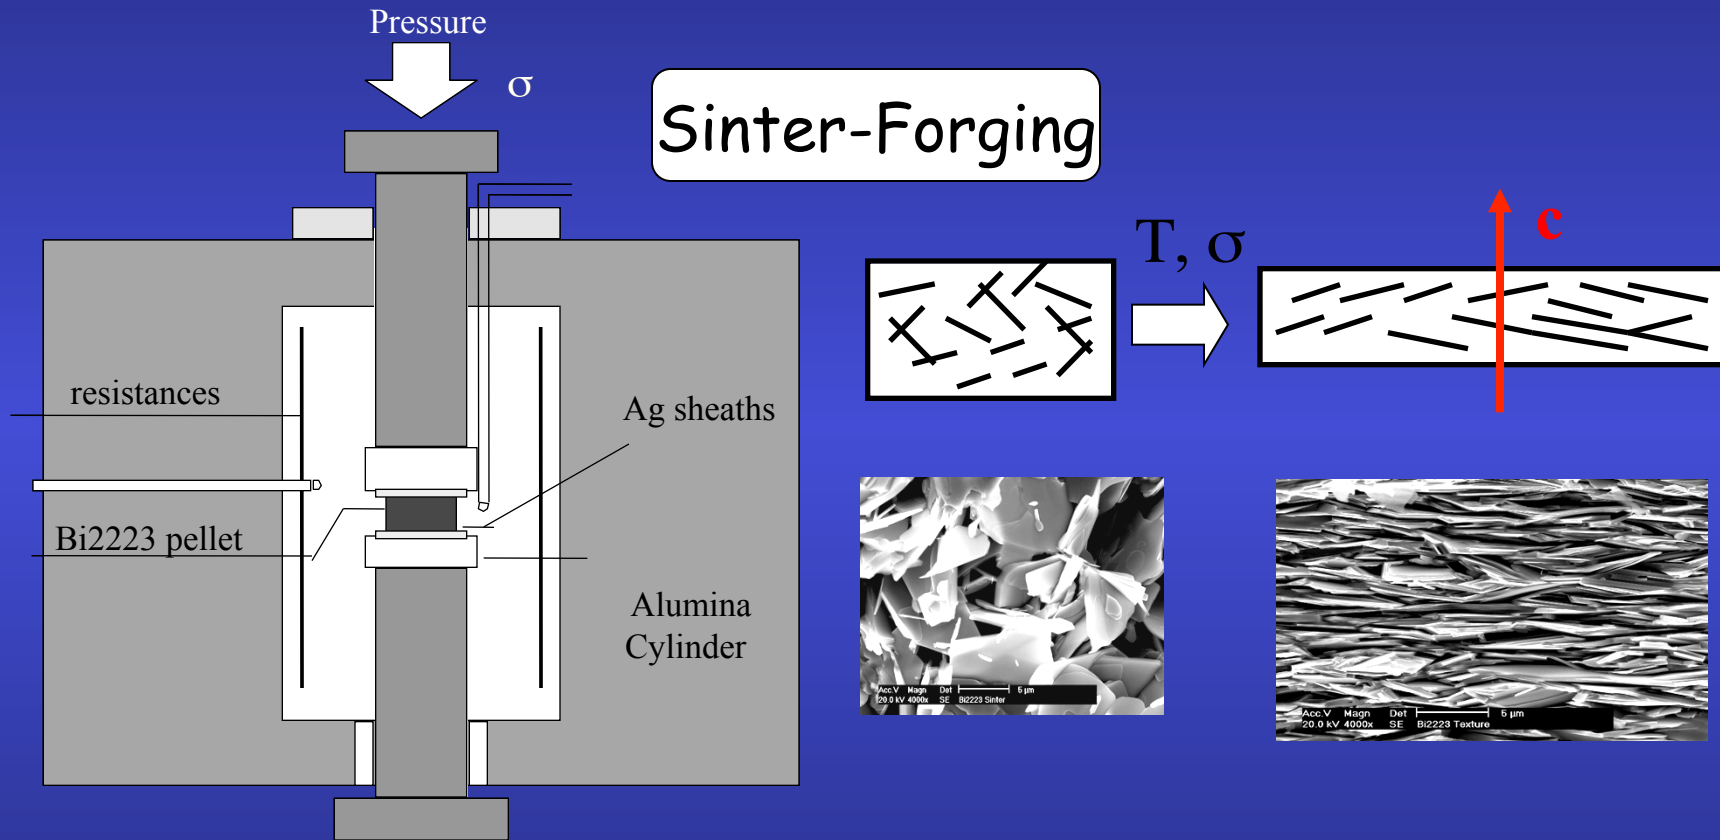 Pressure
σ
Sinter-Forging
T, σ
c
resistances
Ag sheaths
Bi2223 pellet
Alumina
Cylinder
Acc.V Magn Det 5 μm
20.0 kV 4000x SE Bi2223 Sinter
Acc.V Magn Det 5 μm
20.0 kV 4000x SE Bi2223 Texture